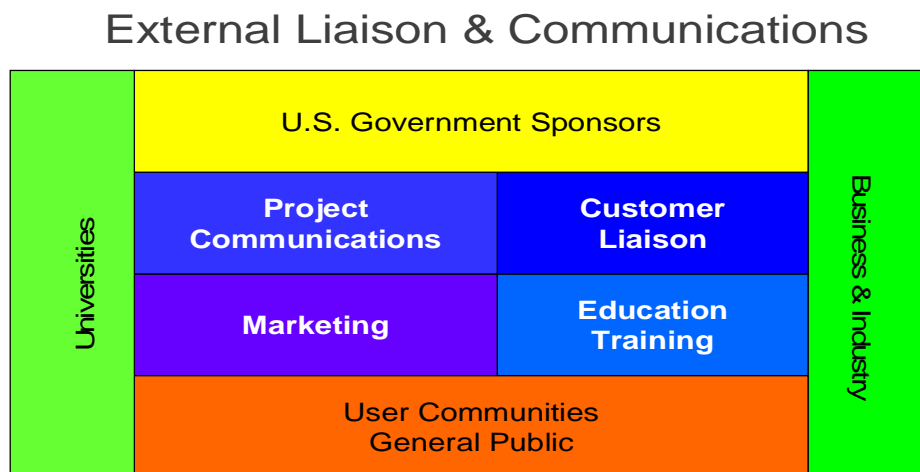 External Liaison & Communications
U.S. Government Sponsors
Universities
Project
Communications
Customer
Liaison
Business & Industry
Marketing
Education
Training
User Communities
General Public